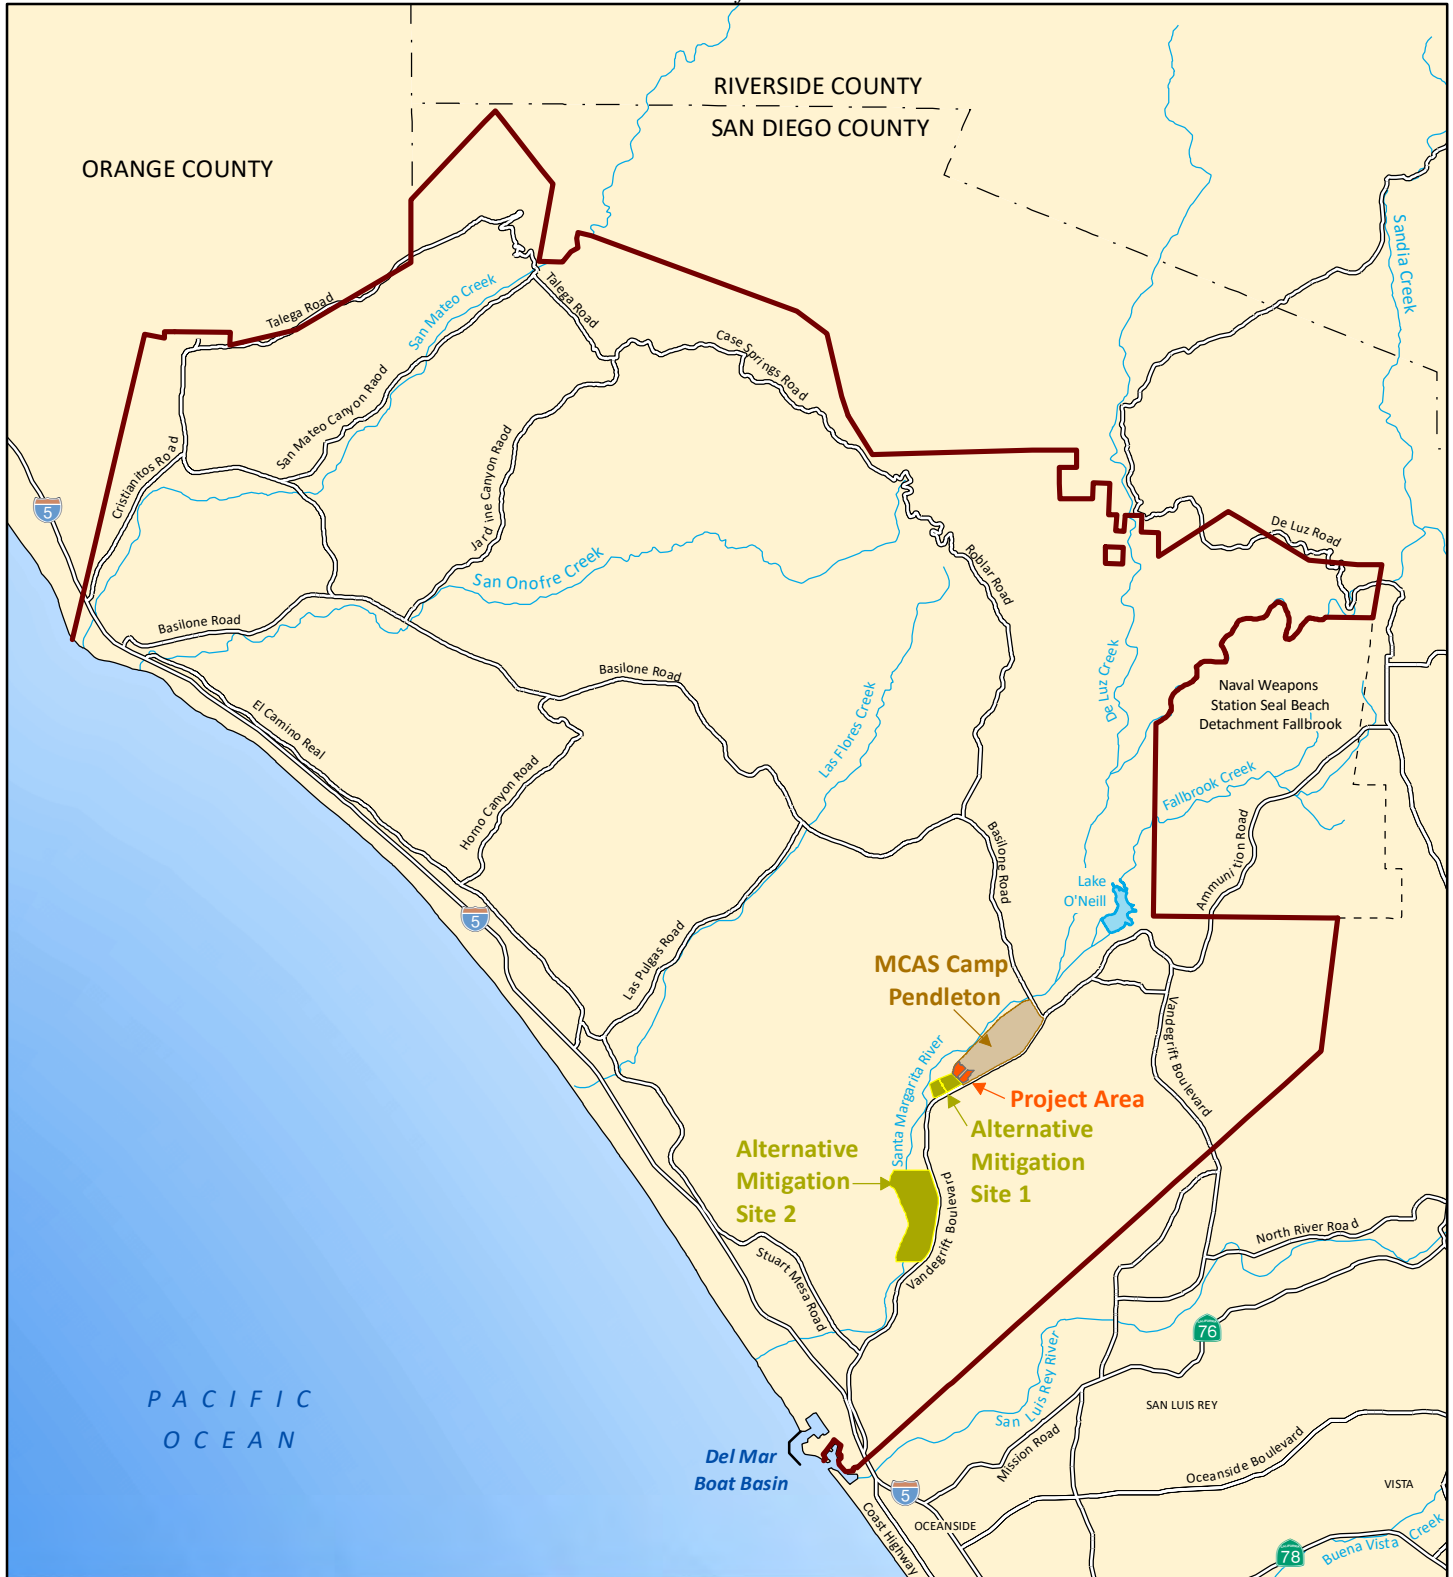 RIVERSIDE COUNTY
SAN DIEGO COUNTY
ORANGE COUNTY
Sandia Creek
Talega Road
San Mateo Creek
Talega Road
Case Springs Road
San Mateo Canyon Raod
Cristianitos Road
Jardine Canyon Raod
5
De Luz Road
Roblar Road
San Onofre Creek
Basilone Road
Basilone Road
De Luz Creek
Naval Weapons
Station Seal Beach
Detachment Fallbrook
El Camino Real
Las Flores Creek
Horno Canyon Road
Fallbrook Creek
Ammunition Road
Basilone Road
Lake
O'Neill
5
Las Pulgas Road
MCAS Camp
Pendleton
Vandegrift Boulevard
Santa Margarita River
Project Area
Alternative
Mitigation
Site 1
Alternative
Mitigation
Site 2
Vandegrift Boulevard
Stuart Mesa Road
North River Road
76
San Luis Rey River
SAN LUIS REY
PACIFIC
OCEAN
Mission Road
Oceanside Boulevard
Del Mar
Boat Basin
VISTA
5
OCEANSIDE
Coast Highway
78
Buena Vista Creek